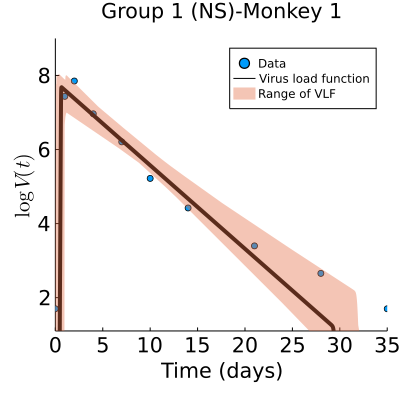 Group 1 (NS)-Monkey 1
Data
Virus load function
Range of VLF
log V(t)
8
6
4
2
0 5 10 15 20 25 30 35
Time (days)